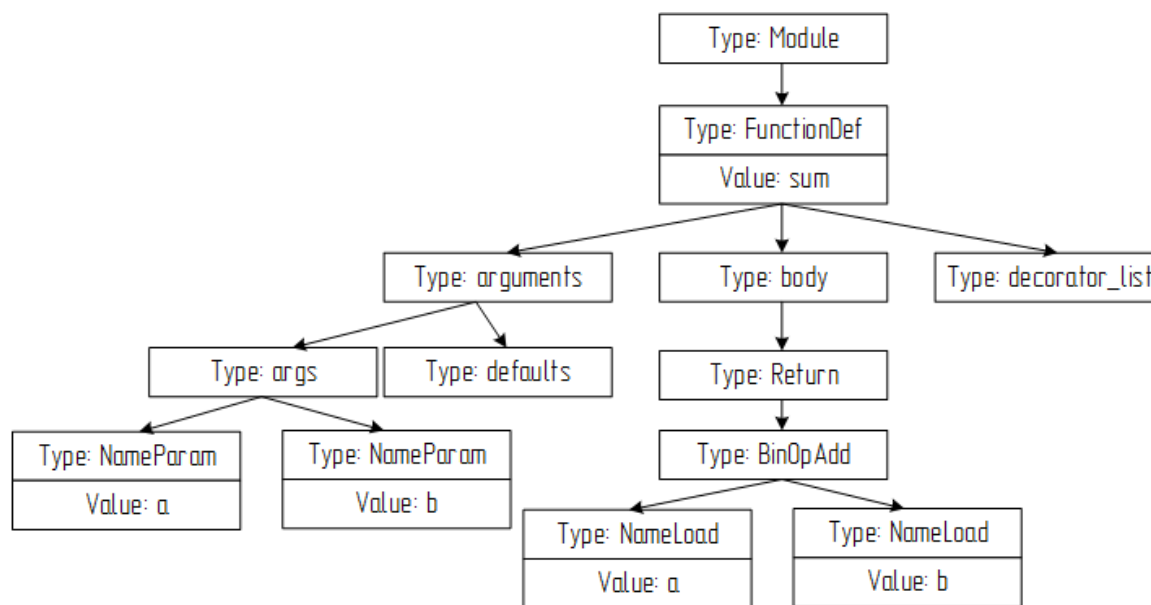 Type: Module
Type: FunctionDef
Value: sum
Type: arguments
Type: body
Type: decorator_list
Type: args
Type: defaults
Type: Return
Type: NameParam
Value: a
Type: NameParam
Value: b
Type: BinOpAdd
Type: NameLoad
Value: a
Type: NameLoad
Value: b